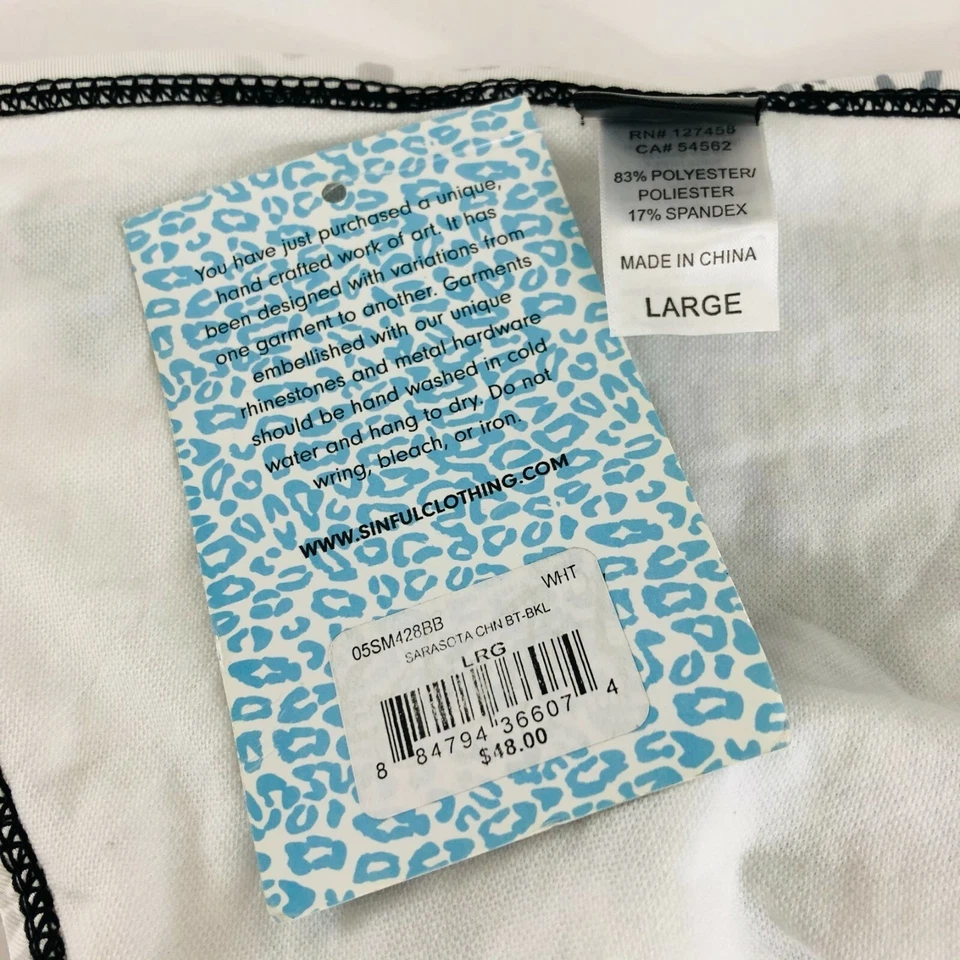 You have just purchased a unique,
hand crafted work of art. It has
been designed with variations from
one garment to another. Garments
embellished with our unique
rhinestones and metal hardware
should be hand washed in cold
water and hang to dry. Do not
wring, bleach, or iron.
WWW.SINFULCLOTHING.COM
WHT
05SM428BB
SARASOTA CHN BT-BKL
LRG
8 84794 36607 4
$48.00
RN# 127458
CA# 54562
83% POLYESTER/
POLIESTER
17% SPANDEX
MADE IN CHINA
LARGE